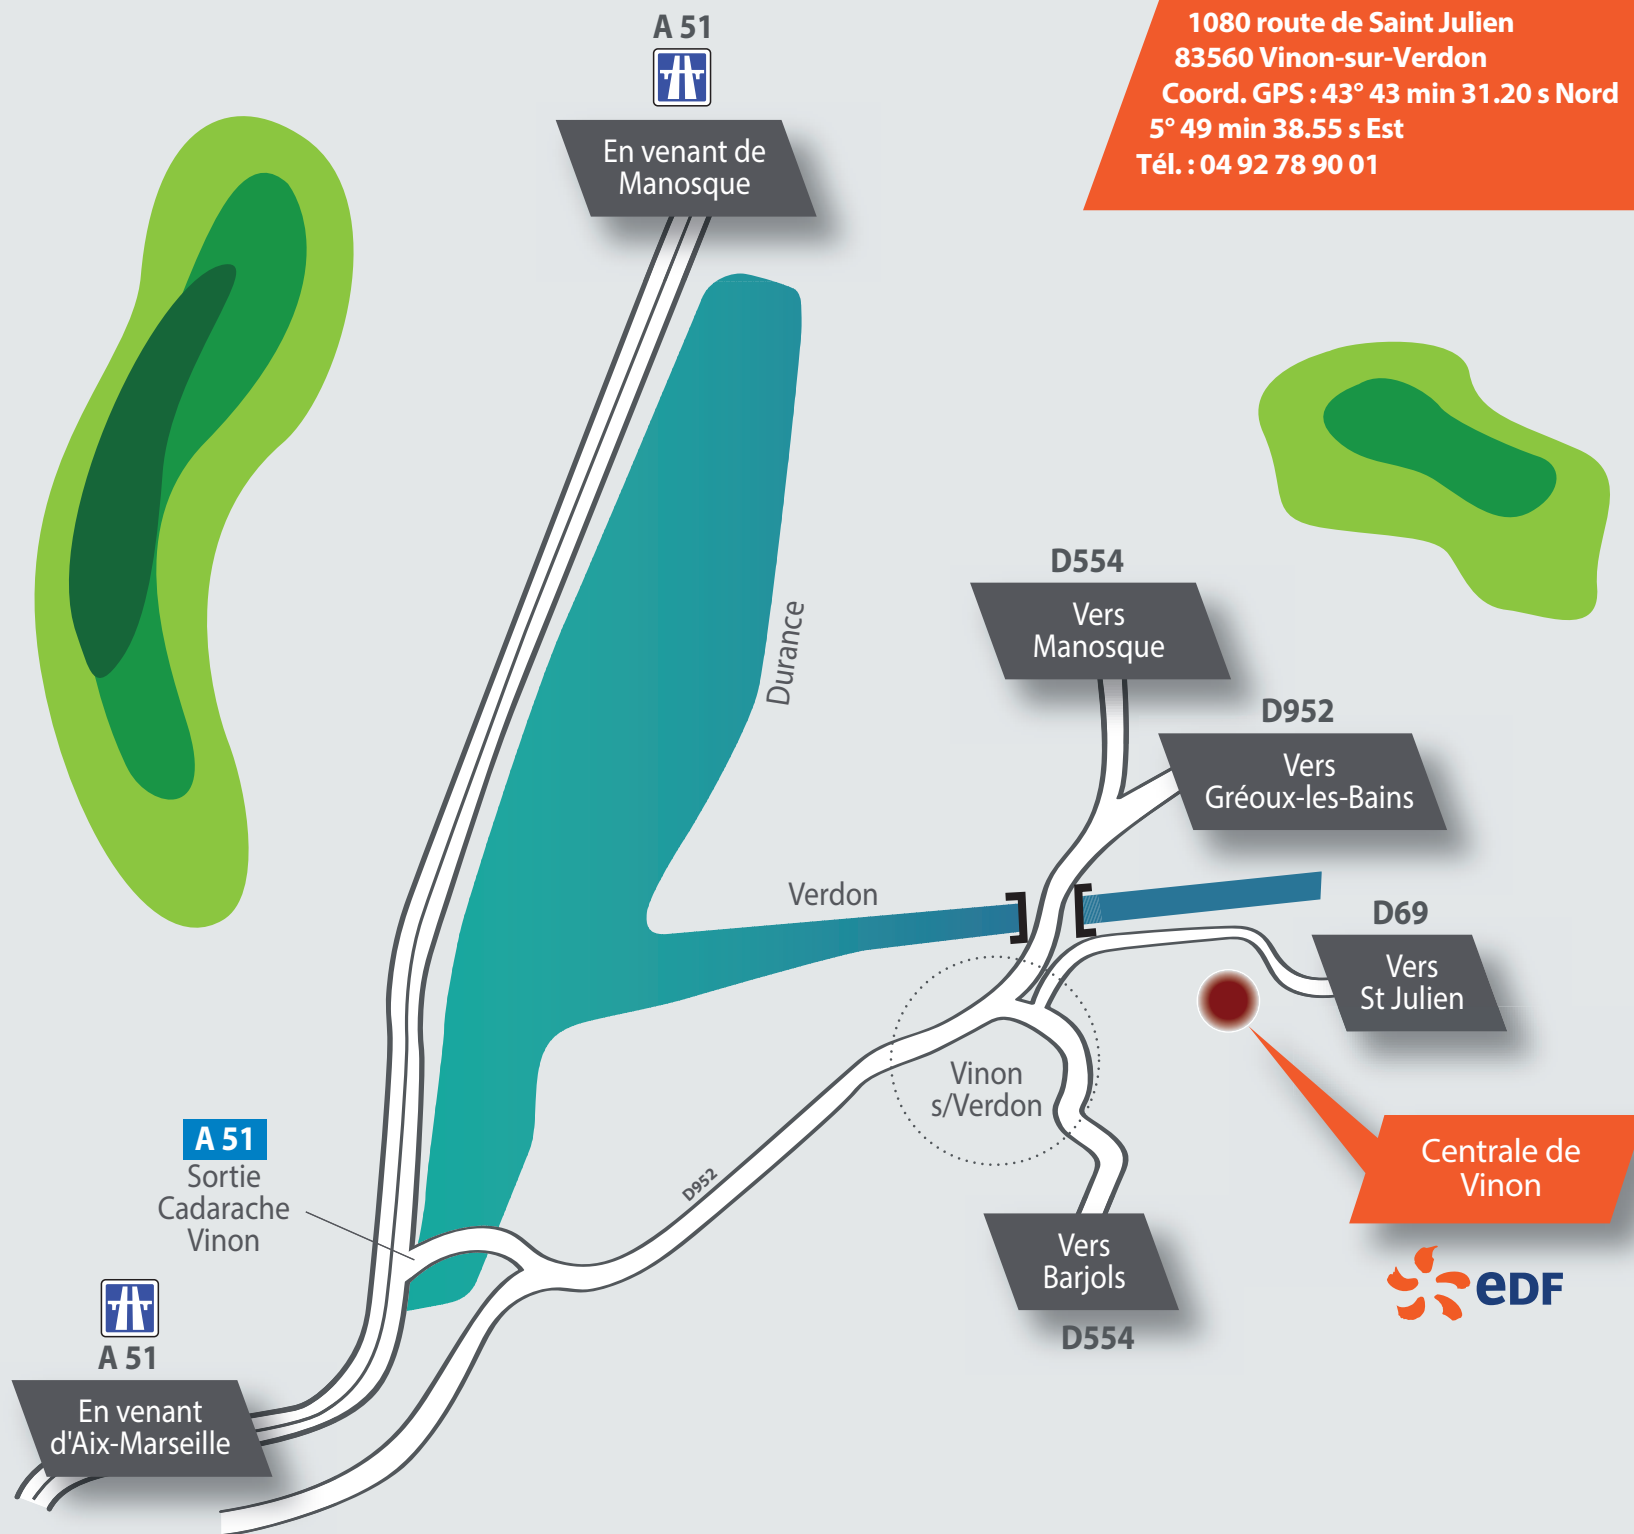 1080 route de Saint Julien
83560 Vinon-sur-Verdon
Coord. GPS : 43° 43 min 31.20 s Nord
5° 49 min 38.55 s Est
Tél. : 04 92 78 90 01
A 51
En venant de
Manosque
Durance
D554
Vers
Manosque
D952
Vers
Gréoux-les-Bains
Verdon
D69
Vers
St Julien
Vinon
s/Verdon
A 51
Sortie
Cadarache
Vinon
D952
Centrale de
Vinon
eDF
Vers
Barjols
D554
A 51
En venant
d'Aix-Marseille